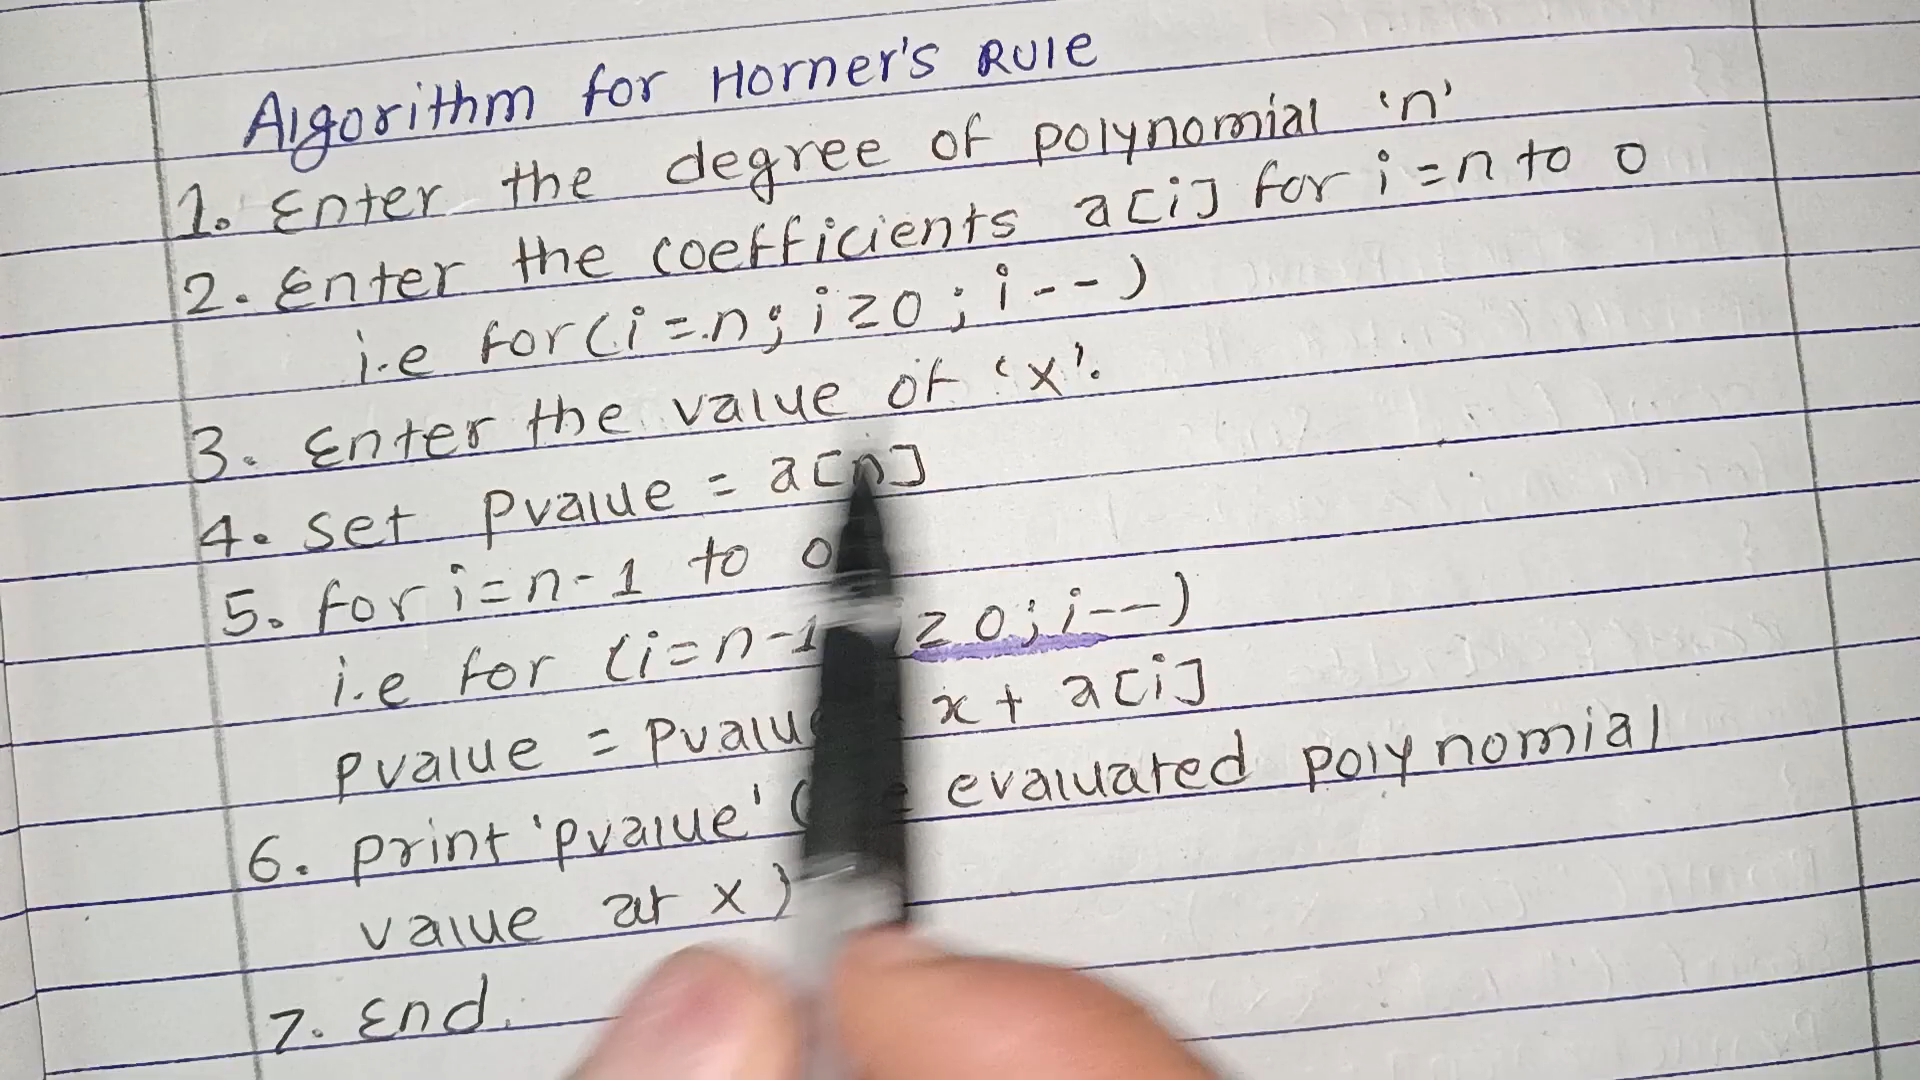 Algorithm for Horner's Rule
1. Enter the degree of polynomial 'n'
2. Enter the coefficients a[i] for i = n to 0
i.e for(i = n; i ≥ 0; i--)
3. Enter the value of 'x'.
4. set Pvalue = a[n]
5. for i = n-1 to 0
i.e for (i = n-1 ≥ 0; i--)
Pvalue = Pvalu x + a[i]
6. print 'pvalue' ( evaluated polynomial
value at x)
7. End.